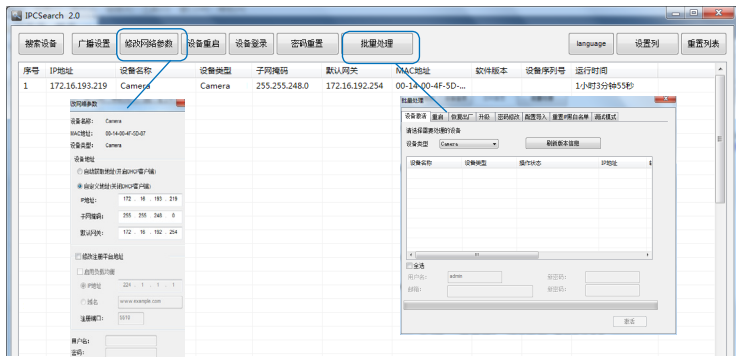 IPCSearch 2.0
搜索设备 广播设置 修改网络参数 设备重启 设备登录 密码重置 批量处理 language 设置列 重置列表
序号 IP地址 设备名称 设备类型 子网掩码 默认网关 MAC地址 软件版本 设备序列号 运行时间
1 172.16.193.219 Camera Camera 255.255.248.0 172.16.192.254 00-14-00-4F-5D-... 1小时3分钟55秒
改网络参数
设备名称: Camera
MAC地址: 00-14-00-4F-5D-07
设备类型: Camera
设备地址
自动获取地址(开启DHCP客户端)
自定义地址(关闭DHCP客户端)
IP地址: 172 . 16 . 193 . 219
子网掩码: 255 255 248 . 0
默认网关: 172 . 16 . 192 . 254
修改注册平台地址
启用负载均衡
IP地址 224 . 1 . 1 . 1
域名 www.example.com
注册端口: 6610
用户名:
密码:
批量处理
设备激活 重启 恢复出厂 升级 密码修改 配置导入 重置IP黑白名单 调试模式
请选择需要处理的设备
设备类型 Camera 刷新版本信息
设备名称 设备类型 操作状态 IP地址
全选
用户名: admin 新密码:
邮箱: 新密码:
激活